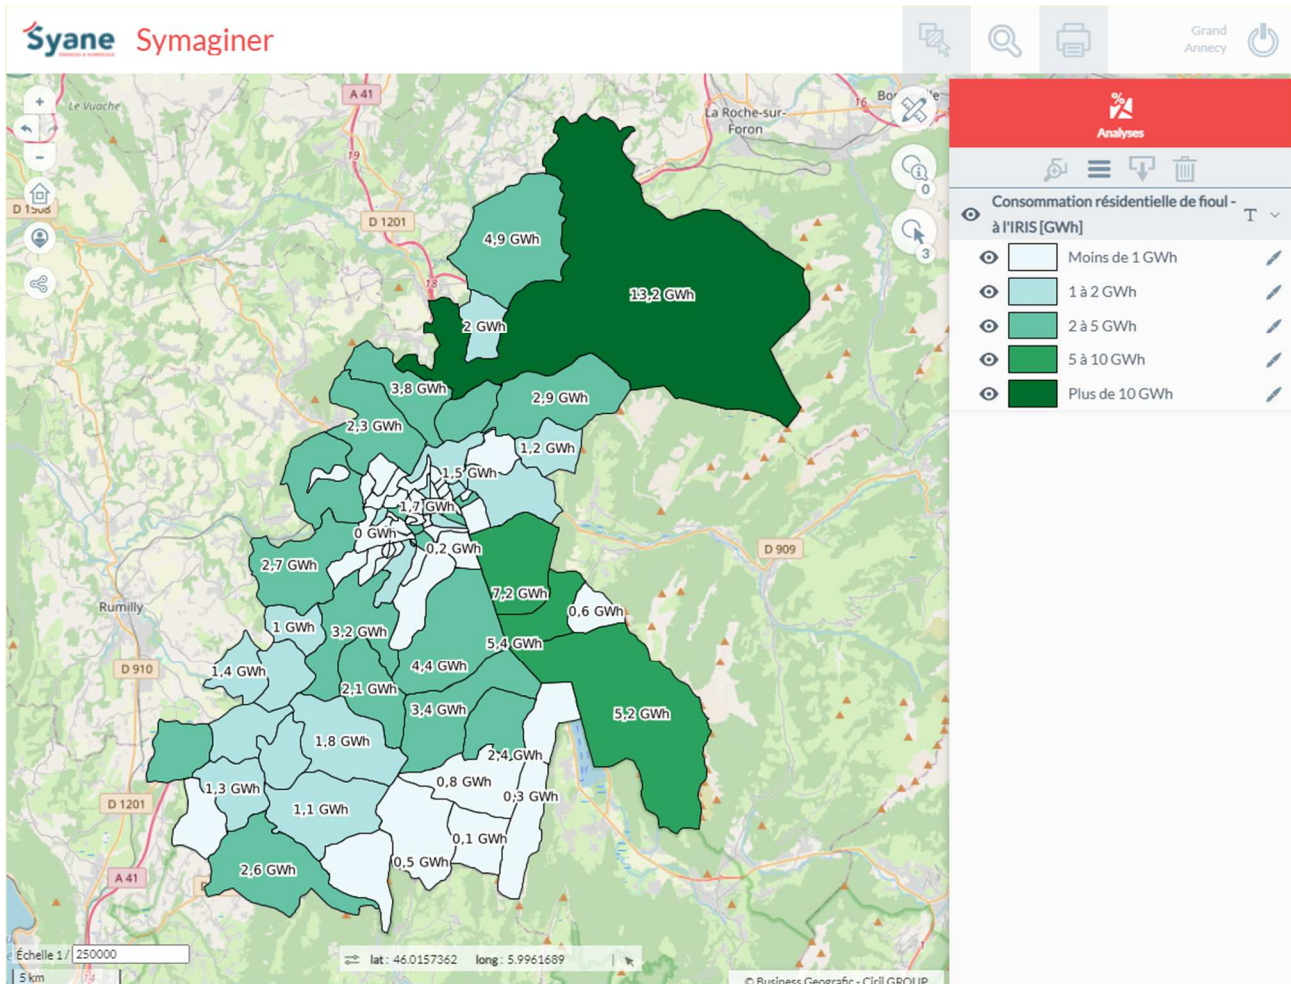 Syane
Symaginer
Grand
Annecy
Le Vuache
A 41
La Roche-sur-
Foron
16
19
D 1508
D 1201
18
0
3
4,9 GWh
13,2 GWh
2 GWh
3,8 GWh
2,9 GWh
2,3 GWh
1,2 GWh
1,5 GWh
1,7 GWh
0 GWh
0,2 GWh
2,7 GWh
D 909
7,2 GWh
Rumilly
0,6 GWh
1 GWh
3,2 GWh
5,4 GWh
D 910
1,4 GWh
4,4 GWh
2,1 GWh
3,4 GWh
5,2 GWh
1,8 GWh
2,4 GWh
0,8 GWh
1,3 GWh
0,3 GWh
D 1201
1,1 GWh
0,1 GWh
0,5 GWh
2,6 GWh
A 41
Échelle 1 / 250000
lat : 46.0157362 long : 5.9961689
5 km
14
© Business Geografic - Ciril GROUP
%
Analyses
Consommation résidentielle de fioul -
à l'IRIS [GWh]
T
Moins de 1 GWh
1 à 2 GWh
2 à 5 GWh
5 à 10 GWh
Plus de 10 GWh